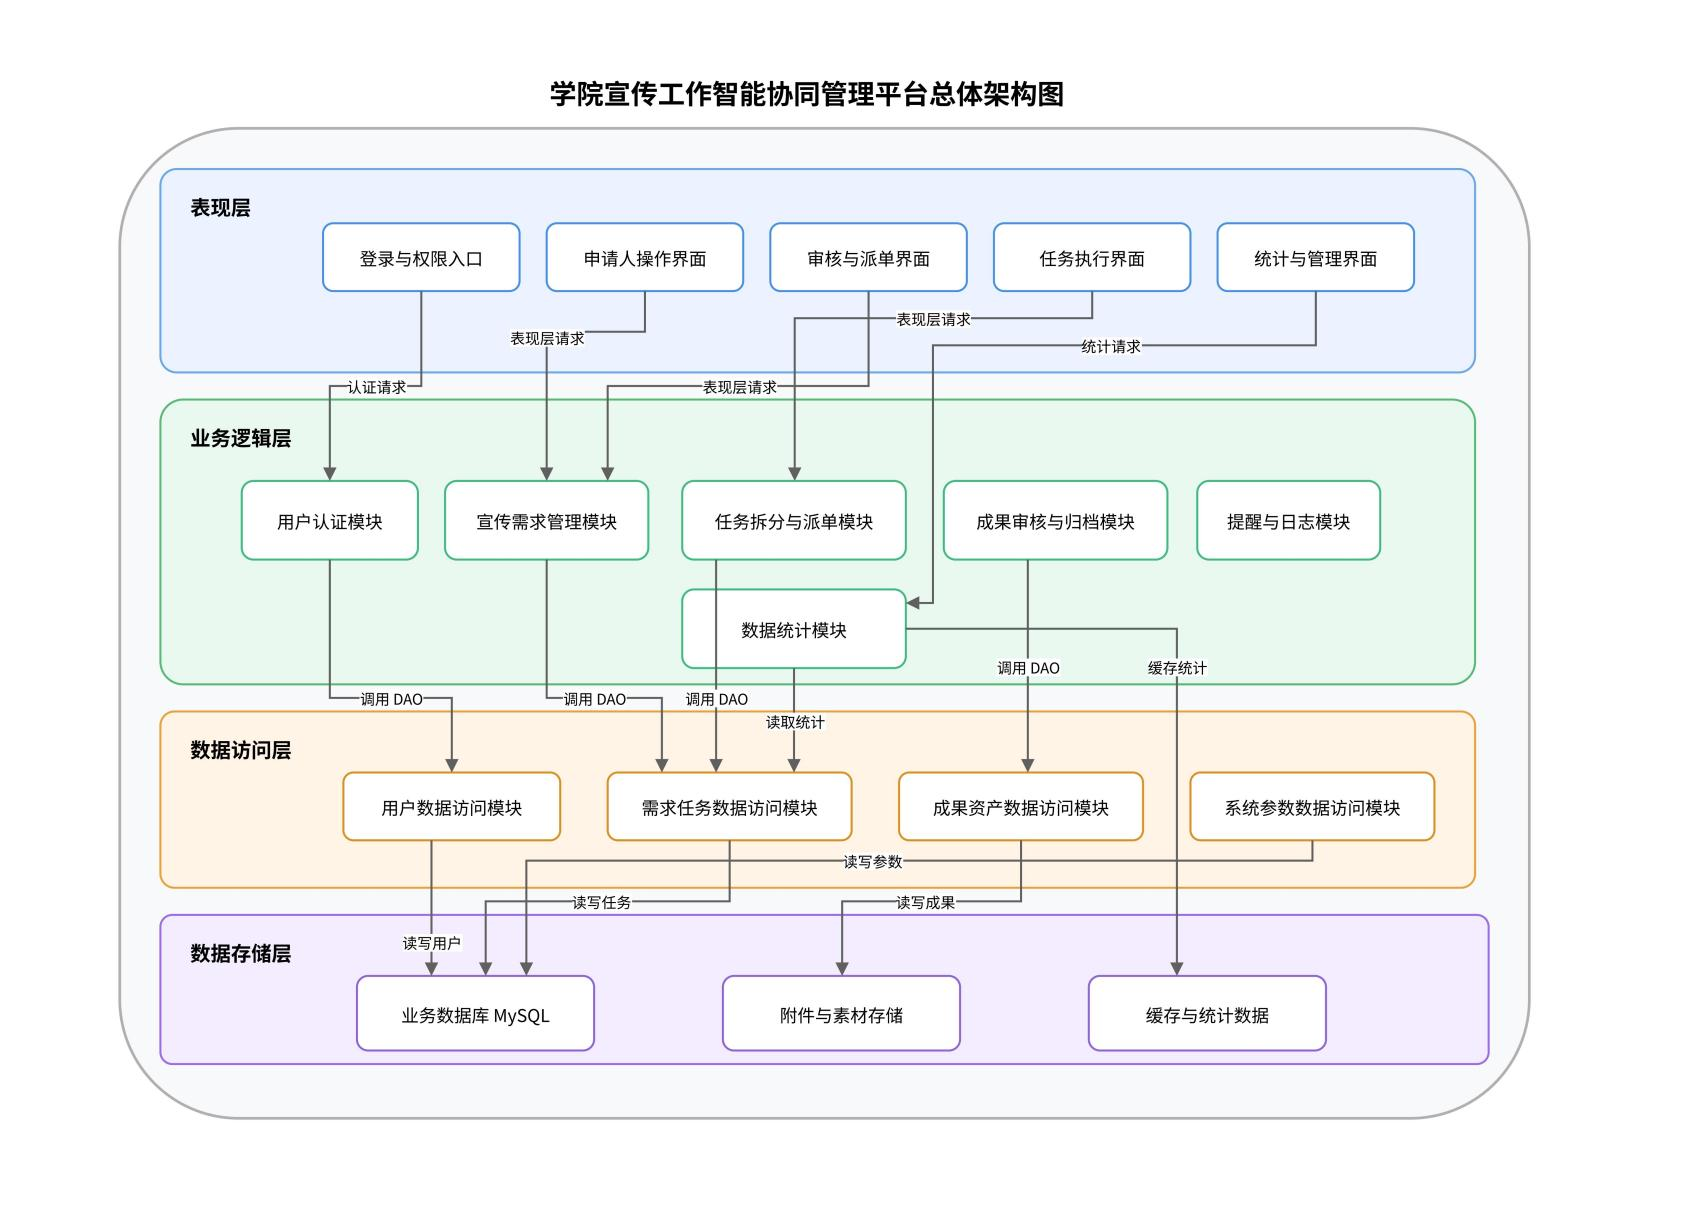 学院宣传工作智能协同管理平台总体架构图
表现层
登录与权限入口
申请人操作界面
审核与派单界面
任务执行界面
统计与管理界面
表现层请求
表现层请求
统计请求
认证请求
表现层请求
业务逻辑层
用户认证模块
宣传需求管理模块
任务拆分与派单模块
成果审核与归档模块
提醒与日志模块
数据统计模块
调用 DAO
缓存统计
调用 DAO
调用 DAO
调用 DAO
读取统计
数据访问层
用户数据访问模块
需求任务数据访问模块
成果资产数据访问模块
系统参数数据访问模块
读写参数
读写任务
读写成果
读写用户
数据存储层
业务数据库 MySQL
附件与素材存储
缓存与统计数据